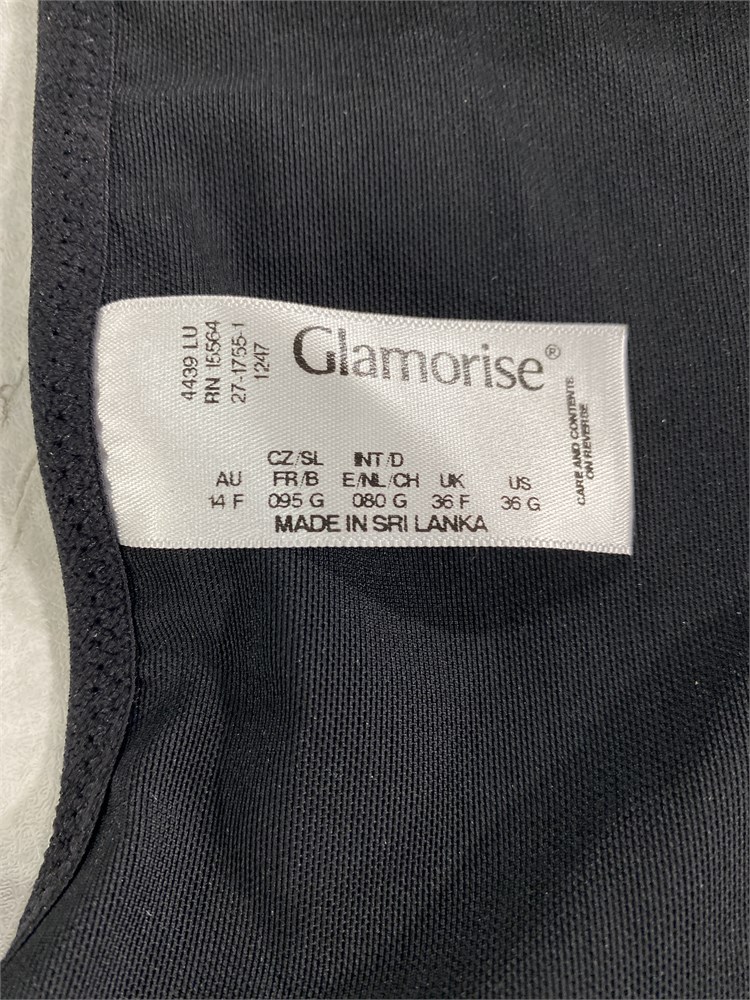 4439 LU
RN 15564
27-1755-1
1247
Glamorise®
CARE AND CONTENTS
ON REVERSE
CZ/SL INT/D
AU FR/B E/NL/CH UK US
14 F 095 G 080 G 36 F 36 G
MADE IN SRI LANKA